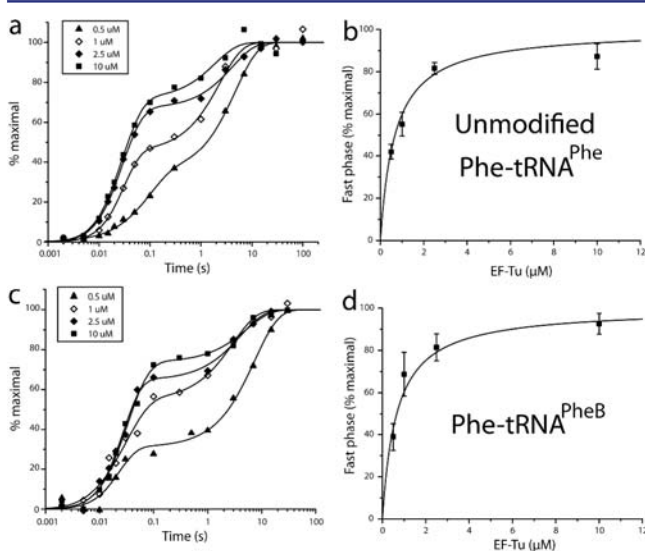 a
0.5 uM
1 uM
2.5 uM
10 uM
100
80
60
40
20
0
% maximal
0.001 0.01 0.1 1 10 100
Time (s)
b
100
80
60
40
20
0
Fast phase (% maximal)
Unmodified
Phe-tRNA^Phe
0 2 4 6 8 10 12
EF-Tu (μM)
c
0.5 uM
1 uM
2.5 uM
10 uM
100
80
60
40
20
0
% maximal
0.001 0.01 0.1 1 10 100
Time (s)
d
100
80
60
40
20
0
Fast phase (% maximal)
Phe-tRNA^PheB
0 2 4 6 8 10 12
EF-Tu (μM)